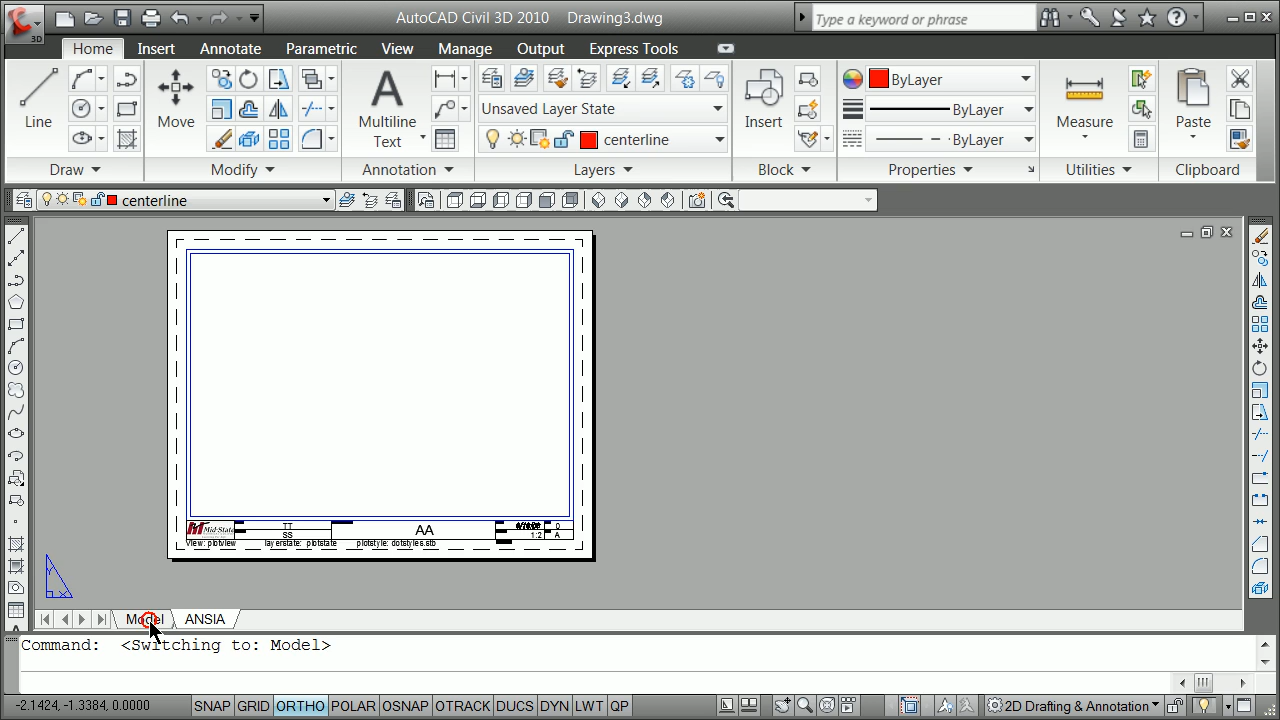 AutoCAD Civil 3D 2010 Drawing3.dwg
Type a keyword or phrase
3D
Home Insert Annotate Parametric View Manage Output Express Tools
Line
Move
Multiline
Text
Unsaved Layer State
centerline
Insert
ByLayer
ByLayer
ByLayer
Measure
Paste
Draw Modify Annotation Layers Block Properties Utilities Clipboard
centerline
Mid-State
TT
SS
AA
0
1:2
A
View: plotview layerstate: plotstate plotstyle: dotstyles.stb
Y
X
Model ANSIA
Command: <Switching to: Model>
-2.1424, -1.3384, 0.0000 SNAP GRID ORTHO POLAR OSNAP OTRACK DUCS DYN LWT QP 2D Drafting & Annotation